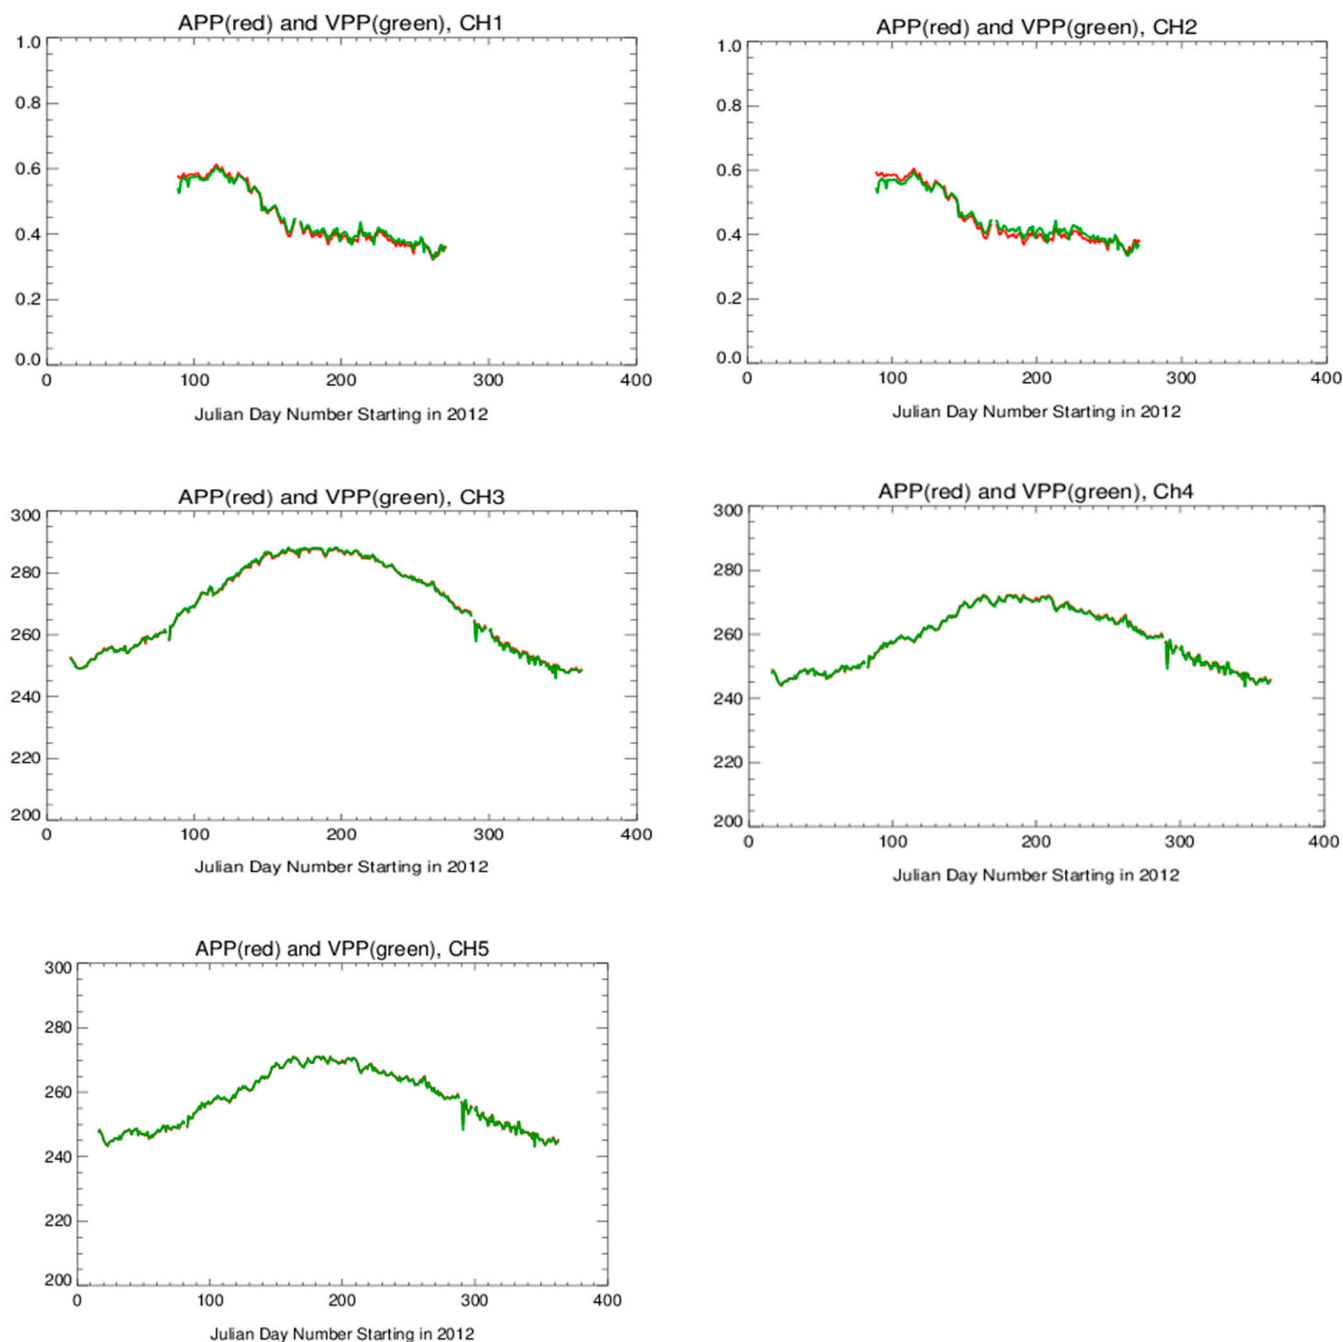 APP(red) and VPP(green), CH1
1.0
0.8
0.6
0.4
0.2
0.0
0 100 200 300 400
Julian Day Number Starting in 2012
APP(red) and VPP(green), CH2
1.0
0.8
0.6
0.4
0.2
0.0
0 100 200 300 400
Julian Day Number Starting in 2012
APP(red) and VPP(green), CH3
300
280
260
240
220
200
0 100 200 300 400
Julian Day Number Starting in 2012
APP(red) and VPP(green), Ch4
300
280
260
240
220
200
0 100 200 300 400
Julian Day Number Starting in 2012
APP(red) and VPP(green), CH5
300
280
260
240
220
200
0 100 200 300 400
Julian Day Number Starting in 2012